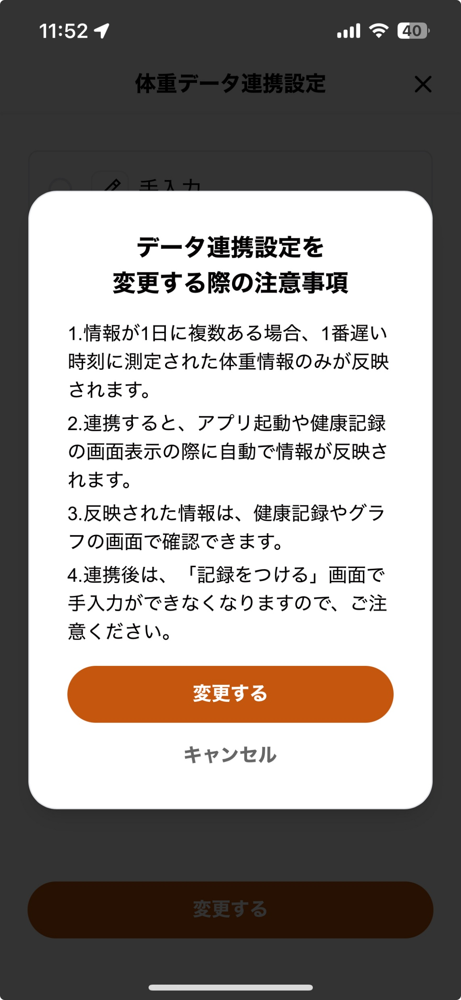 11:52
40
体重データ連携設定
手入力
データ連携設定を
変更する際の注意事項
1.情報が1日に複数ある場合、1番遅い
時刻に測定された体重情報のみが反映
されます。
2.連携すると、アプリ起動や健康記録
の画面表示の際に自動で情報が反映さ
れます。
3.反映された情報は、健康記録やグラ
フの画面で確認できます。
4.連携後は、「記録をつける」画面で
手入力ができなくなりますので、ご注
意ください。
変更する
キャンセル
変更する